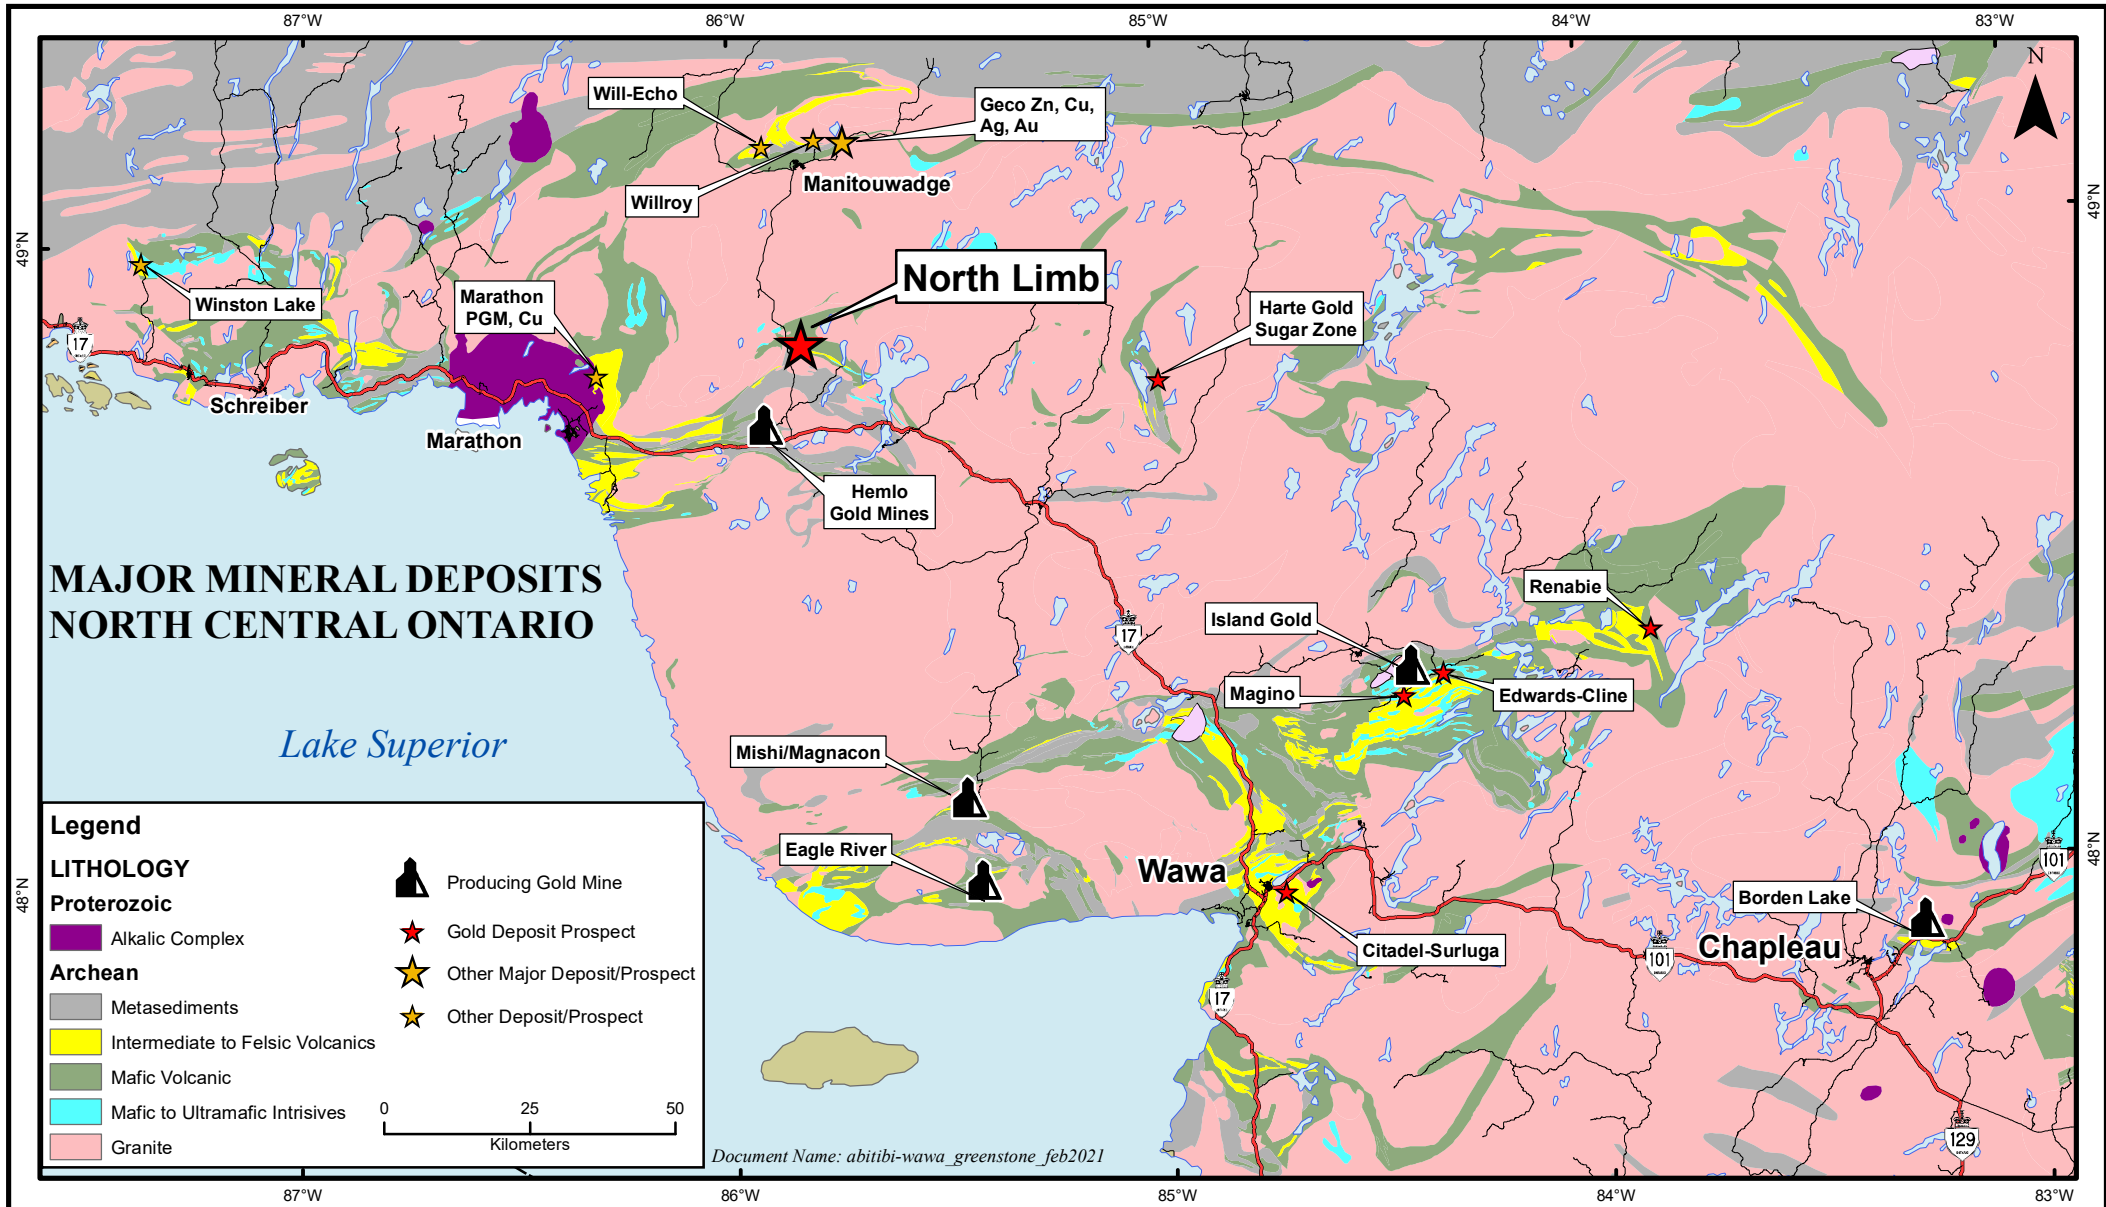 87°W
86°W
85°W
84°W
83°W
N
49°N
49°N
48°N
48°N
Will-Echo
Geco Zn, Cu,
Ag, Au
Willroy
Manitouwadge
North Limb
Winston Lake
Marathon
PGM, Cu
Harte Gold
Sugar Zone
17
Schreiber
Marathon
Hemlo
Gold Mines
MAJOR MINERAL DEPOSITS
NORTH CENTRAL ONTARIO
Lake Superior
17
Renabie
Island Gold
Magino
Edwards-Cline
Mishi/Magnacon
Eagle River
Wawa
Citadel-Surluga
Borden Lake
Chapleau
101
101
17
129
Legend
LITHOLOGY
Proterozoic
Alkalic Complex
Archean
Metasediments
Intermediate to Felsic Volcanics
Mafic Volcanic
Mafic to Ultramafic Intrisives
Granite
Producing Gold Mine
Gold Deposit Prospect
Other Major Deposit/Prospect
Other Deposit/Prospect
0 25 50
Kilometers
Document Name: abitibi-wawa_greenstone_feb2021
87°W
86°W
85°W
84°W
83°W